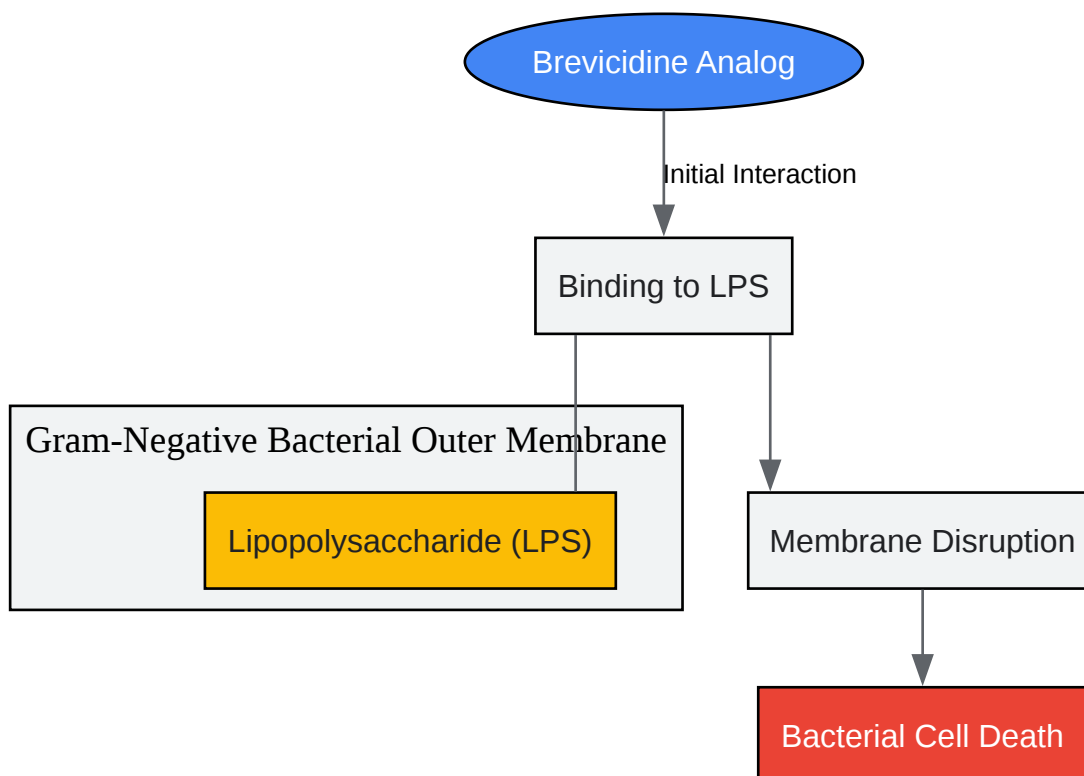 Brevicidine Analog
Initial Interaction
Binding to LPS
Gram-Negative Bacterial Outer Membrane
Lipopolysaccharide (LPS)
Membrane Disruption
Bacterial Cell Death